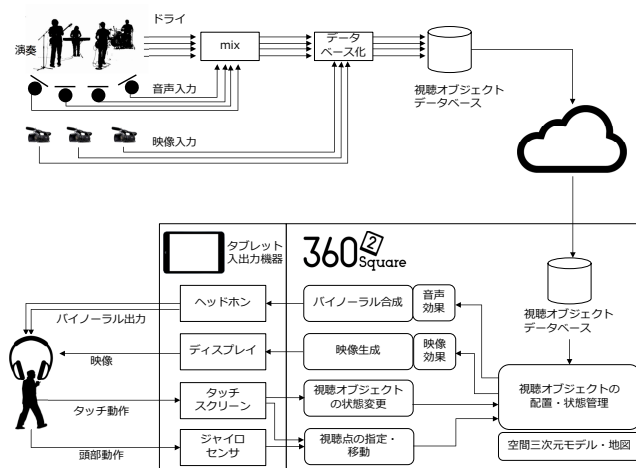 ドライ
演奏
mix
データ
ベース化
音声入力
映像入力
視聴オブジェクト
データベース
タブレット
入出力機器
360 2
Square
視聴オブジェクト
データベース
ヘッドホン
バイノーラル合成
音声
効果
バイノーラル出力
ディスプレイ
映像生成
映像
効果
映像
タッチ
スクリーン
視聴オブジェクト
の状態変更
視聴オブジェクトの
配置・状態管理
タッチ動作
ジャイロ
センサ
視聴点の指定・
移動
空間三次元モデル・地図
頭部動作